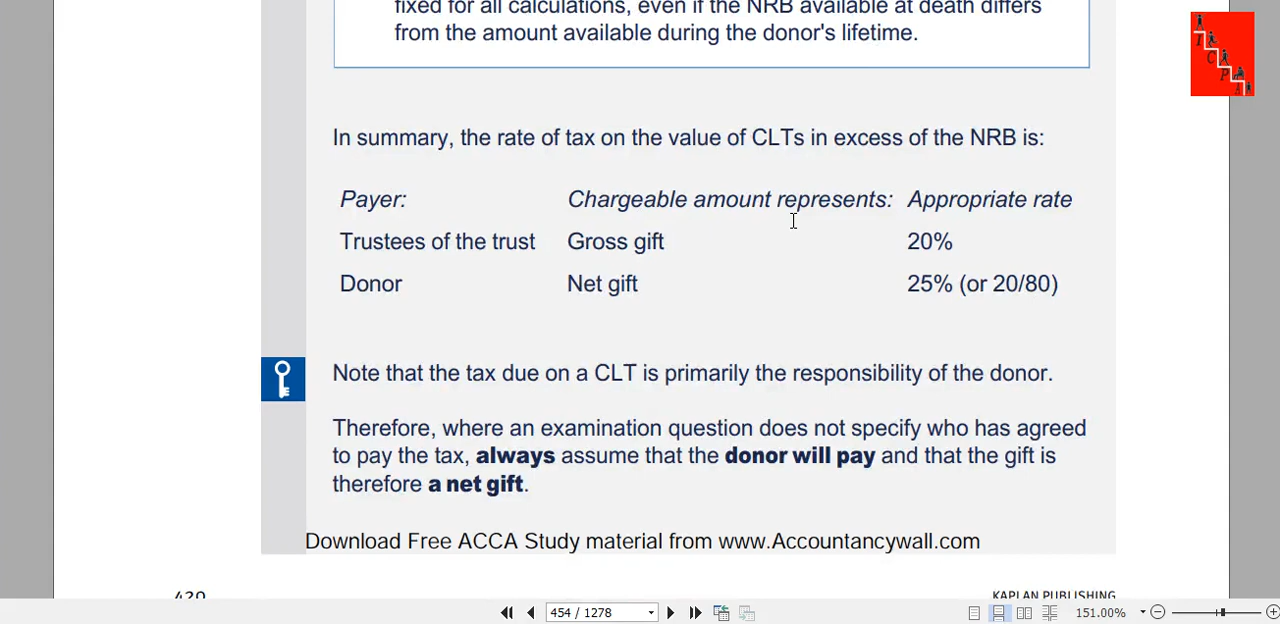 fixed for all calculations, even if the NRB available at death differs
from the amount available during the donor's lifetime.
In summary, the rate of tax on the value of CLTs in excess of the NRB is:
Payer: Chargeable amount represents: Appropriate rate
Trustees of the trust Gross gift 20%
Donor Net gift 25% (or 20/80)
Note that the tax due on a CLT is primarily the responsibility of the donor.
Therefore, where an examination question does not specify who has agreed
to pay the tax, always assume that the donor will pay and that the gift is
therefore a net gift.
Download Free ACCA Study material from www.Accountancywall.com
420 KAPLAN PUBLISHING
454 / 1278 151.00%
T
C
P
A